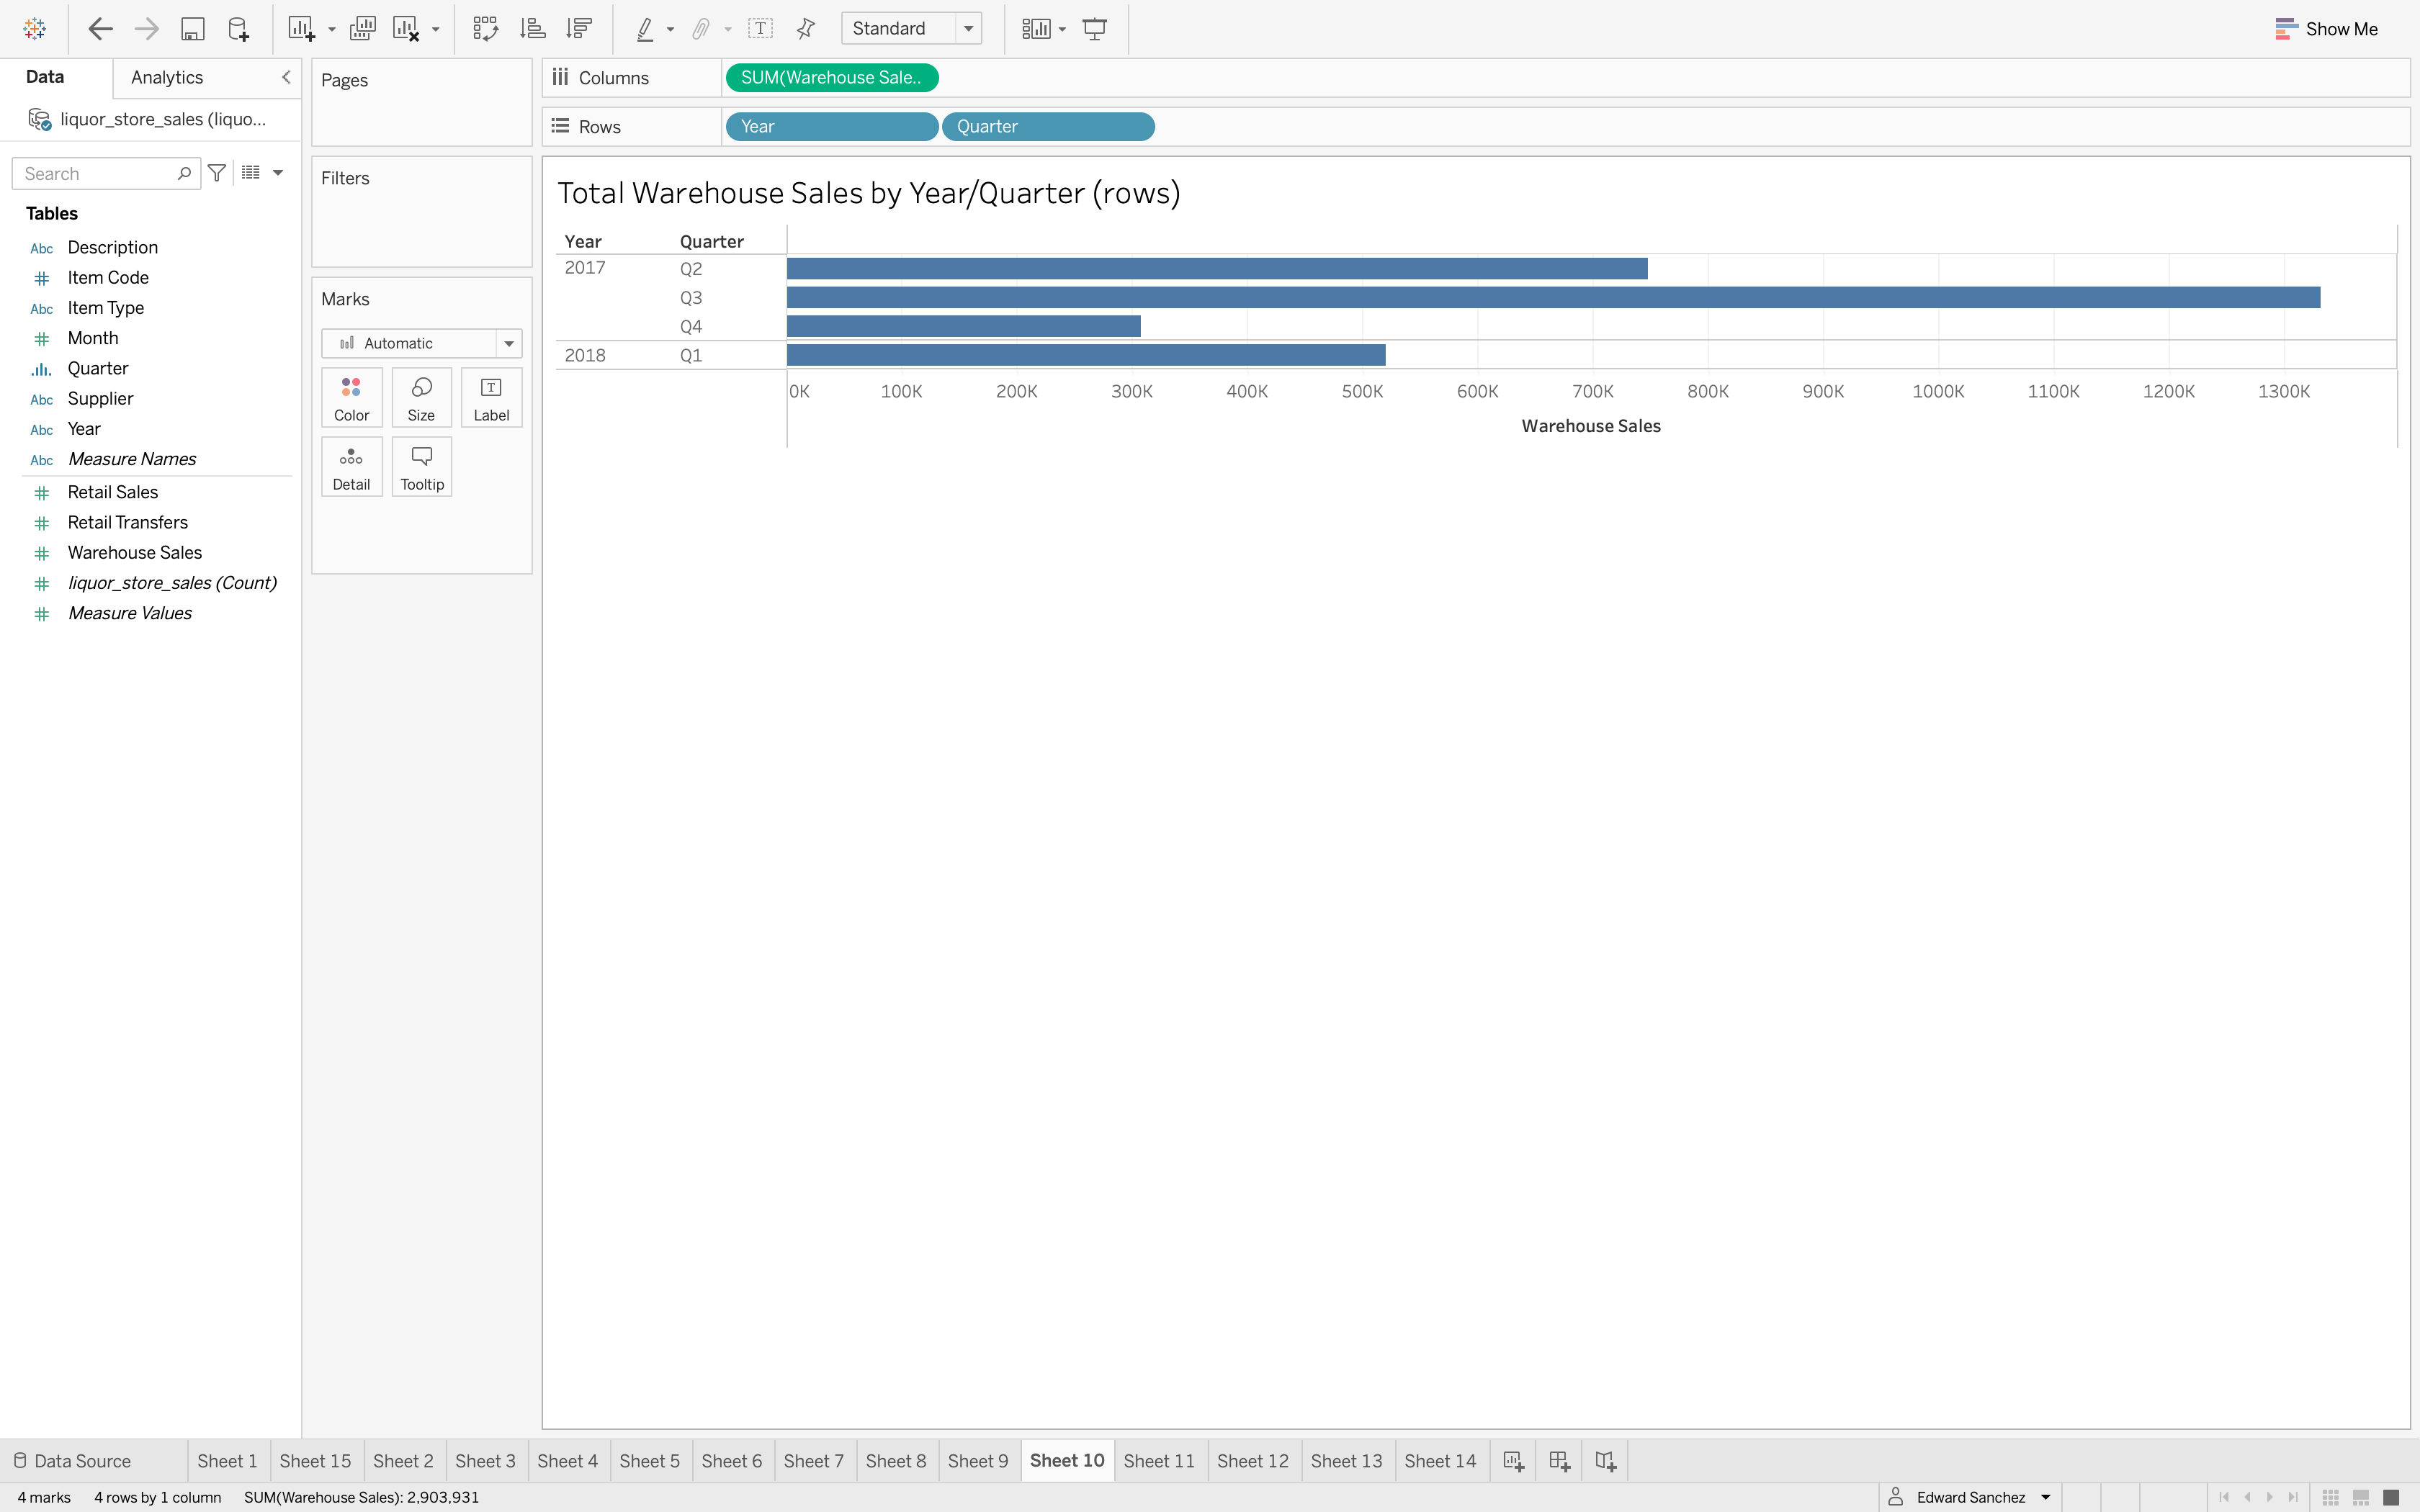 Standard
Show Me
Data
Analytics
liquor_store_sales (liquo...
Search
Tables
Abc Description
Item Code
Abc Item Type
Month
Quarter
Abc Supplier
Abc Year
Abc Measure Names
Retail Sales
Retail Transfers
Warehouse Sales
liquor_store_sales (Count)
Measure Values
Pages
Filters
Marks
Automatic
Color Size T Label
Detail Tooltip
Columns SUM(Warehouse Sale..
Rows Year Quarter
Total Warehouse Sales by Year/Quarter (rows)
Year Quarter
2017 Q2
Q3
Q4
2018 Q1
0K 100K 200K 300K 400K 500K 600K 700K 800K 900K 1000K 1100K 1200K 1300K
Warehouse Sales
Data Source Sheet 1 Sheet 15 Sheet 2 Sheet 3 Sheet 4 Sheet 5 Sheet 6 Sheet 7 Sheet 8 Sheet 9 Sheet 10 Sheet 11 Sheet 12 Sheet 13 Sheet 14
4 marks 4 rows by 1 column SUM(Warehouse Sales): 2,903,931 Edward Sanchez